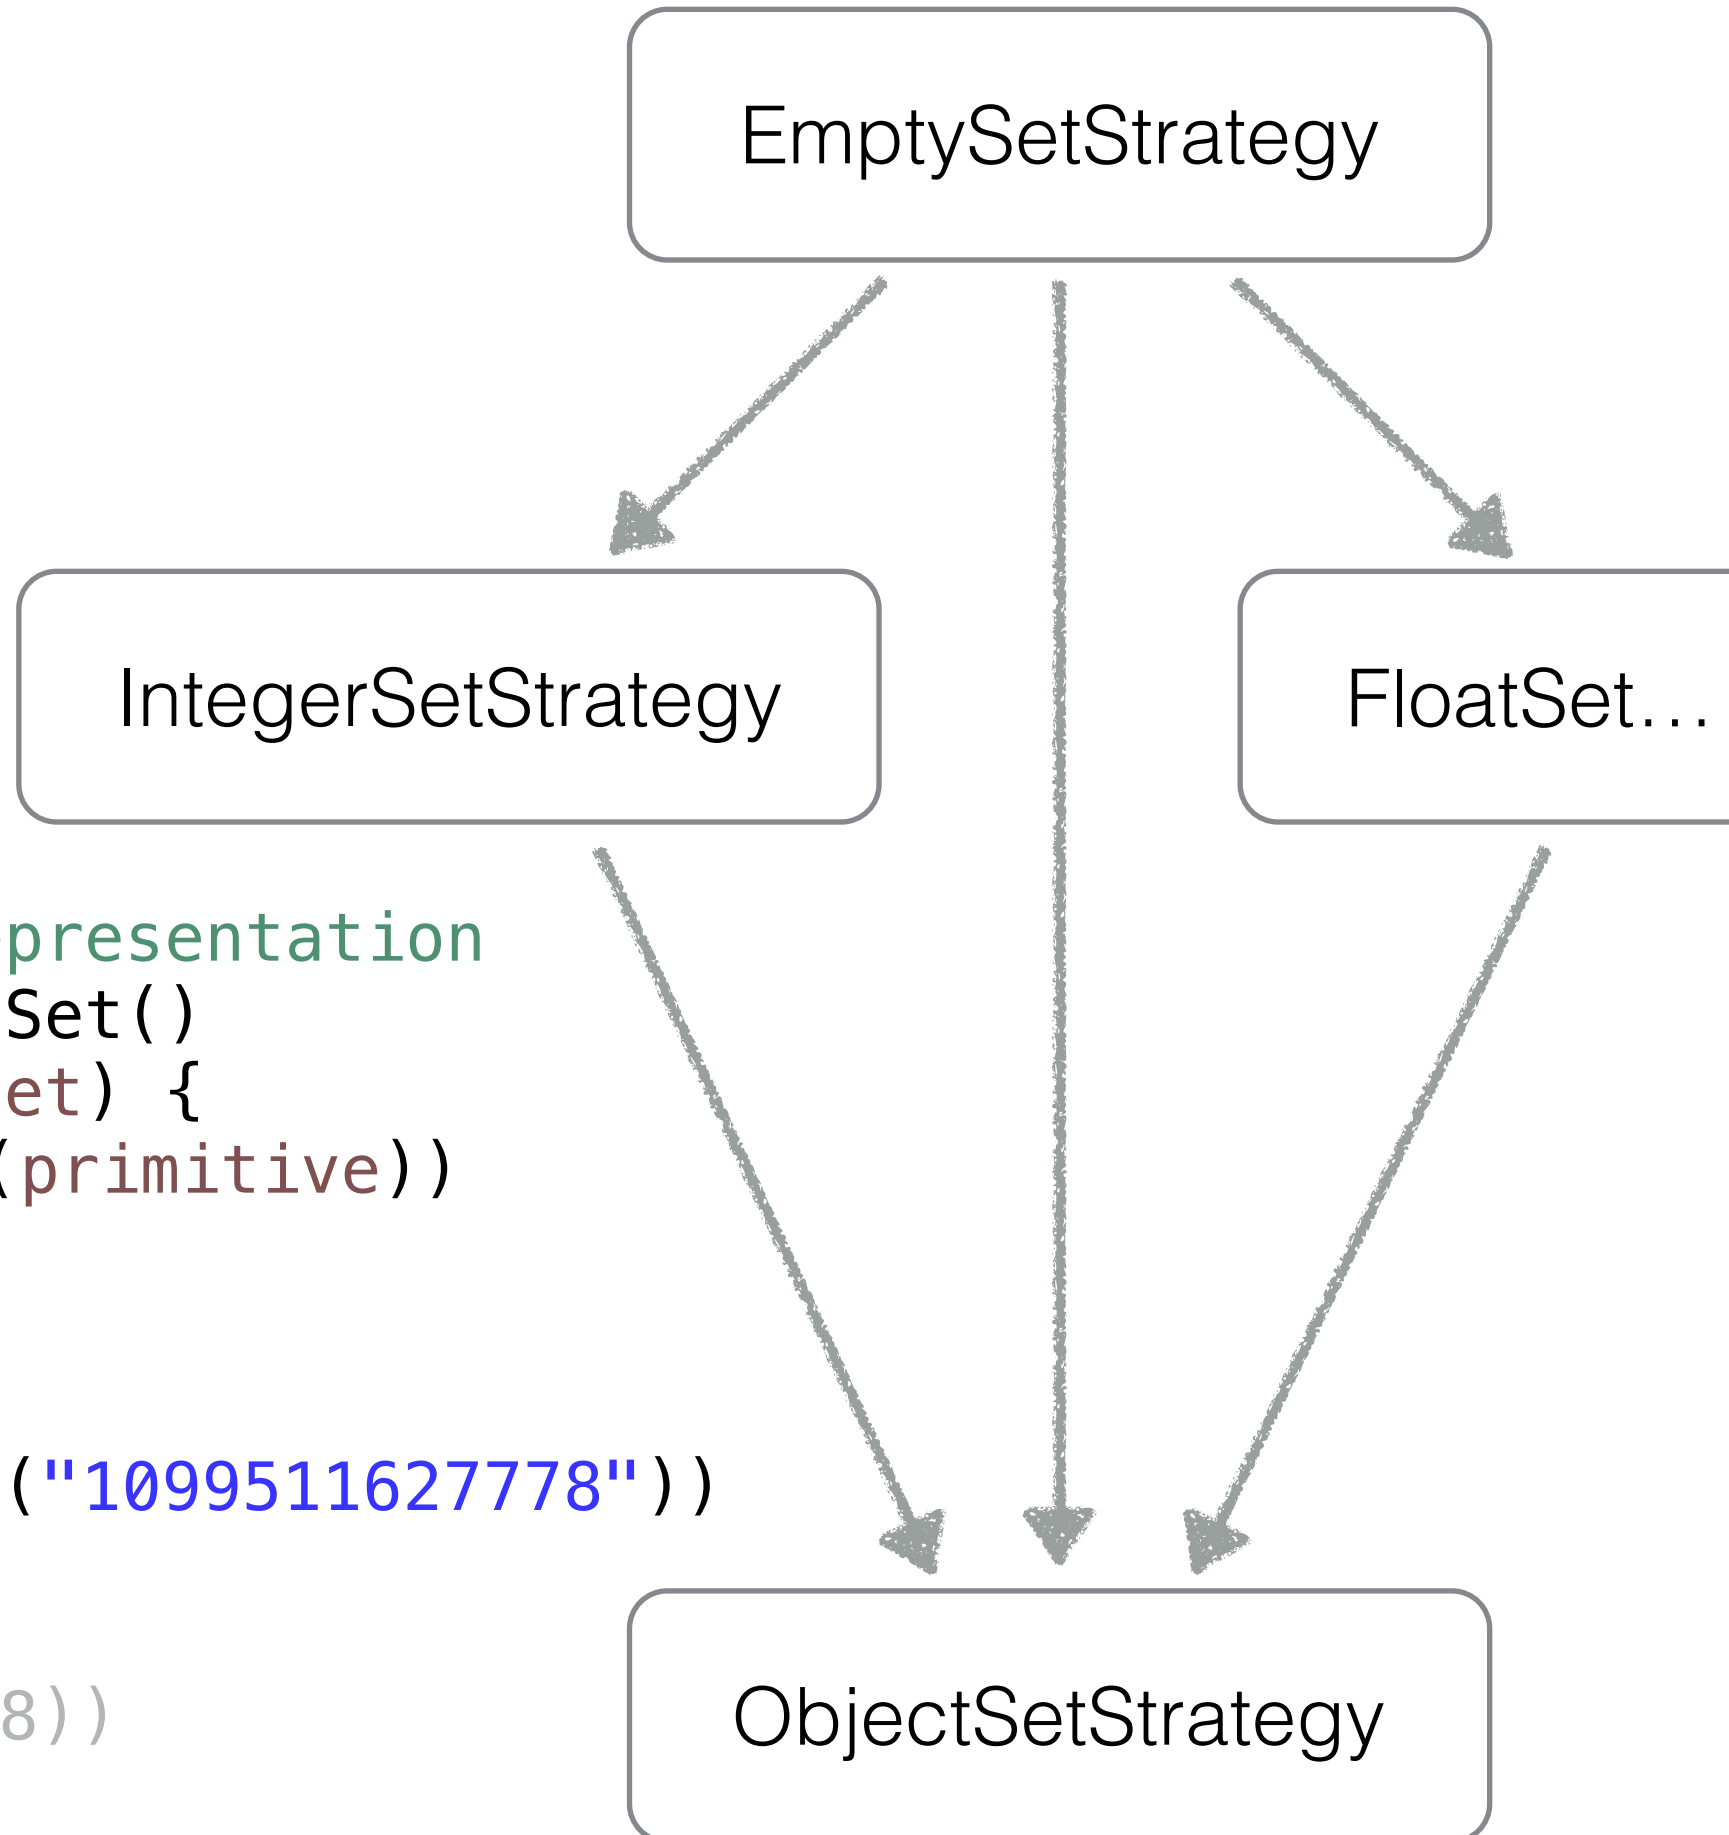 EmptySetStrategy
IntegerSetStrategy
FloatSet…
presentation
Set()
et) {
(primitive))
("1099511627778"))
8))
ObjectSetStrategy